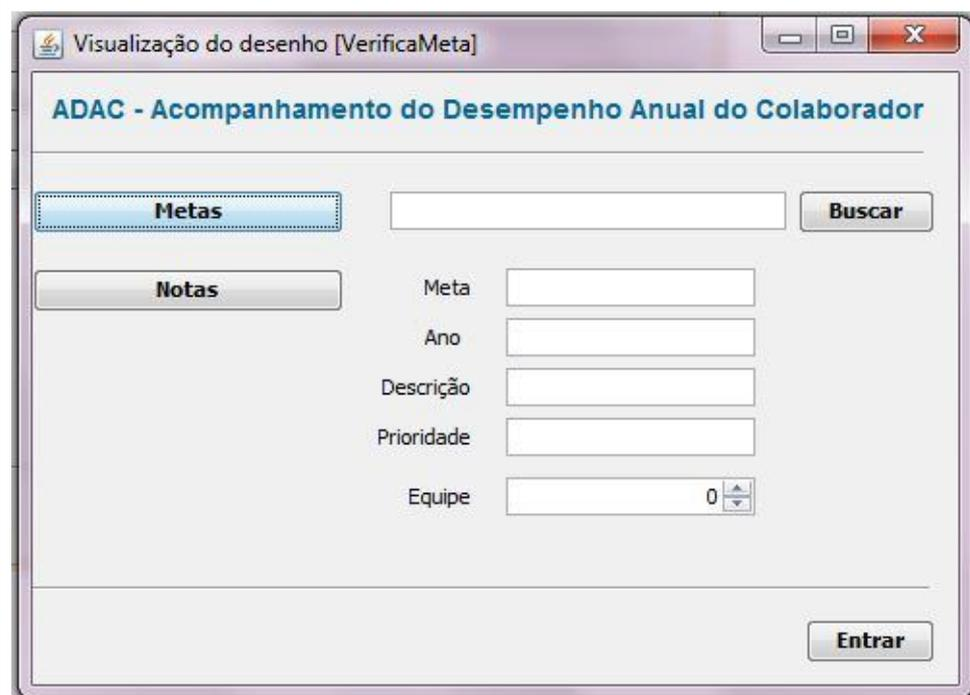 Visualização do desenho [VerificaMeta]
ADAC - Acompanhamento do Desempenho Anual do Colaborador
Metas
Buscar
Notas
Meta
Ano
Descrição
Prioridade
Equipe 0
Entrar